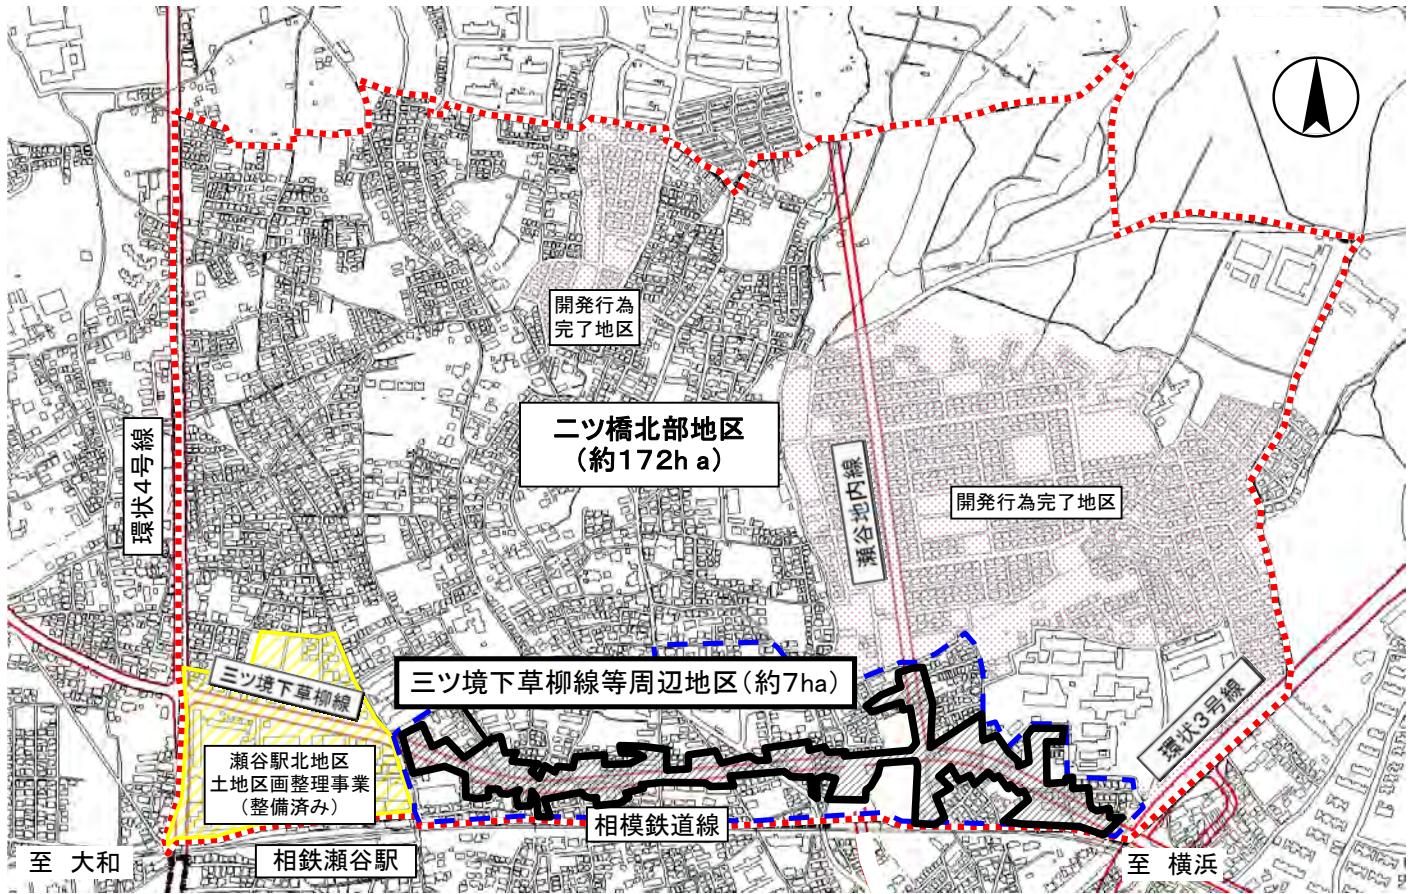 開発行為
完了地区
二ツ橋北部地区
（約172ｈａ）
環状4号線
瀬谷地内線
開発行為完了地区
三ツ境下草柳線
三ツ境下草柳線等周辺地区（約7ha）
環状3号線
瀬谷駅北地区
土地区画整理事業
（整備済み）
相模鉄道線
至 大和
相鉄瀬谷駅
至 横浜